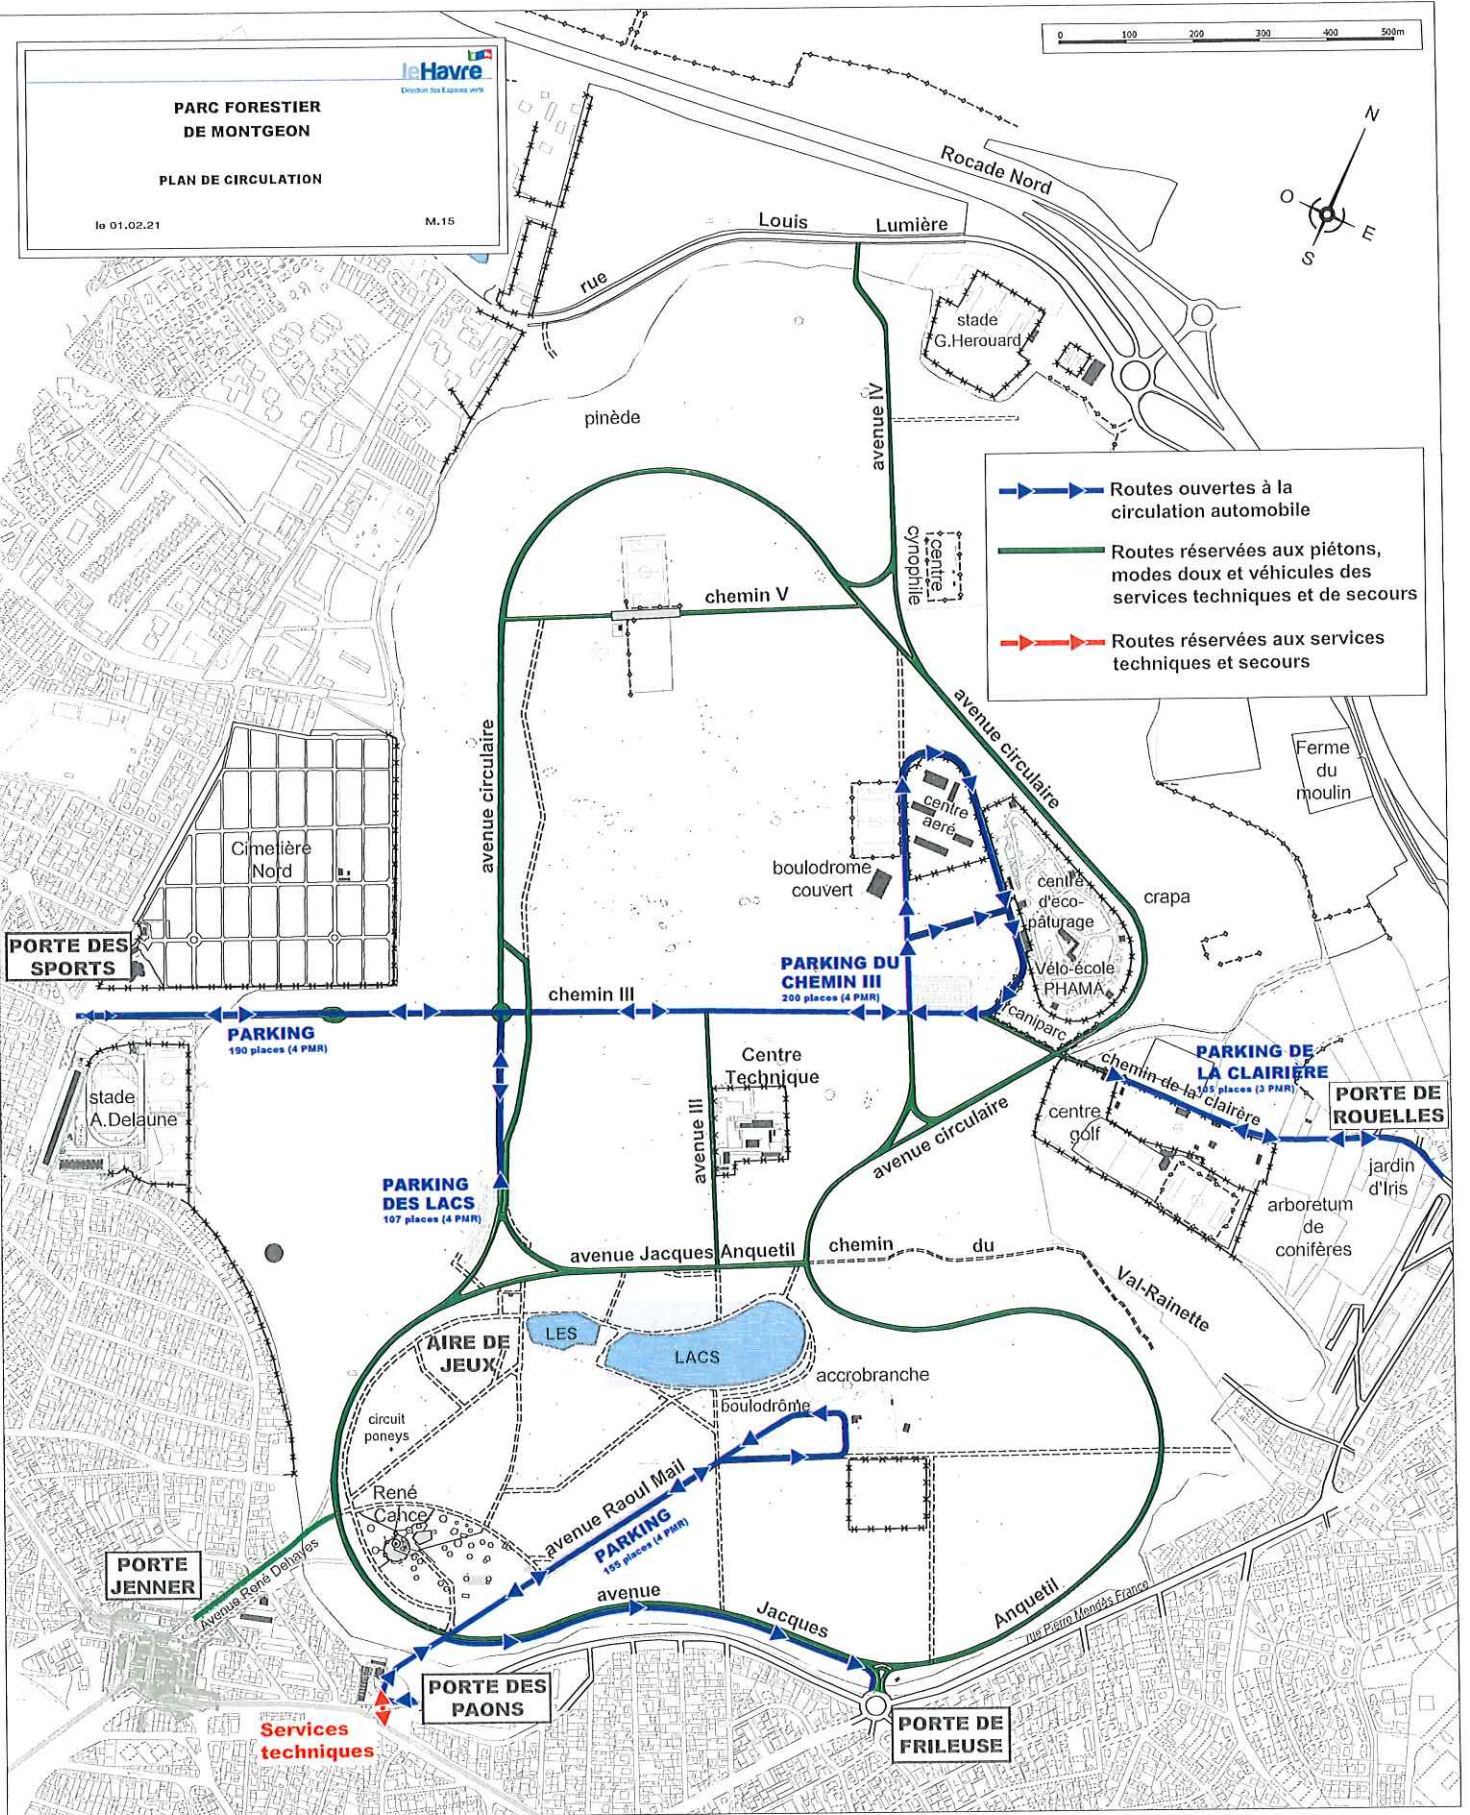 leHavre
Direction des Espaces verts
PARC FORESTIER
DE MONTGEON
PLAN DE CIRCULATION
le 01.02.21
M.15
0 100 200 300 400 500m
N
O
E
S
Rocade Nord
rue Louis Lumière
stade
G.Herouard
pinède
avenue IV
Routes ouvertes à la
circulation automobile
Routes réservées aux piétons,
modes doux et véhicules des
services techniques et de secours
Routes réservées aux services
techniques et secours
centre
cynophile
chemin V
avenue circulaire
avenue circulaire
Ferme
du
moulin
centre
aeré
Cimetière
Nord
boulodrome
couvert
centre
d'éco-
pâturage
crapa
PORTE DES
SPORTS
PARKING DU
CHEMIN III
200 places (4 PMR)
Vélo-école
PHAMA
chemin III
caniparc
PARKING
190 places (4 PMR)
Centre
Technique
chemin de la clairère
PARKING DE
LA CLAIRIÈRE
105 places (3 PMR)
PORTE DE
ROUELLES
stade
A.Delaune
avenue III
avenue circulaire
centre
golf
jardin
d'Iris
PARKING
DES LACS
107 places (4 PMR)
arboretum
de
conifères
avenue Jacques Anquetil
chemin du Val-Rainette
AIRE DE
JEUX
LES
LACS
accrobranche
boulodrôme
circuit
poneys
René
Cance
avenue Raoul Mail
PARKING
155 places (4 PMR)
PORTE
JENNER
Avenue René Dehayes
avenue Jacques Anquetil
rue Pierre Mendès France
PORTE DES
PAONS
Services
techniques
PORTE DE
FRILEUSE